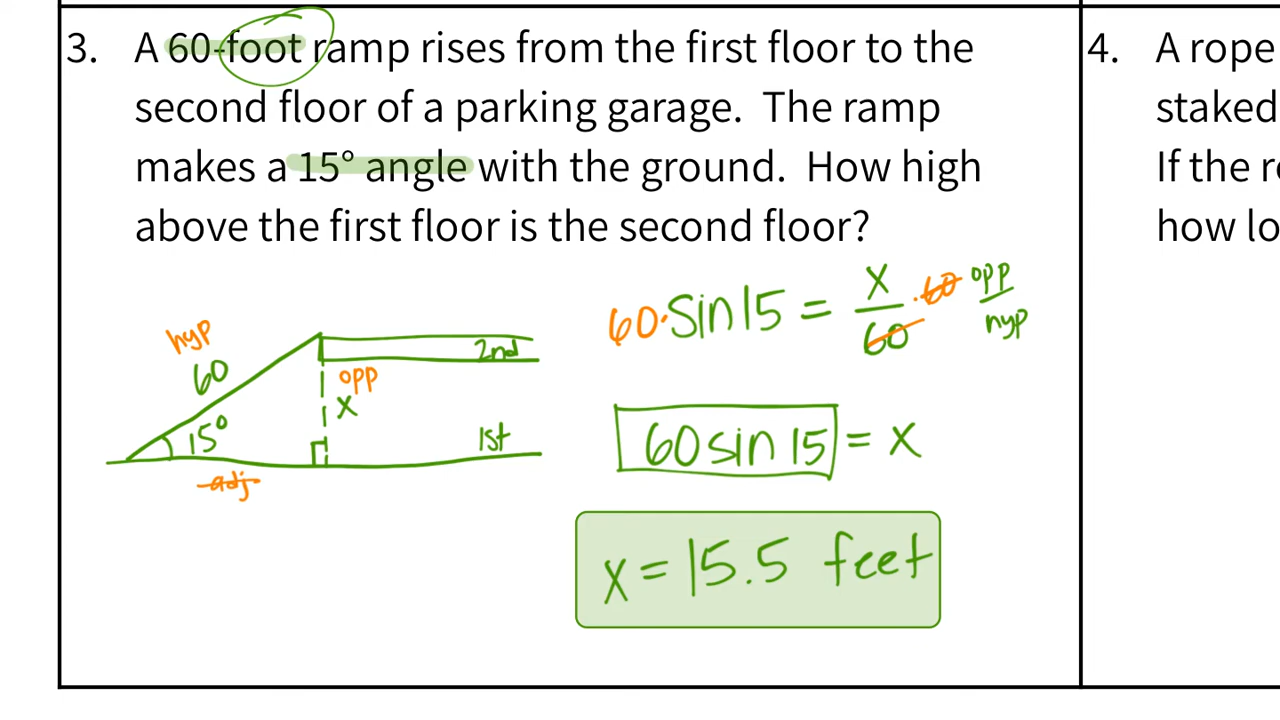 3. A 60-foot ramp rises from the first floor to the
second floor of a parking garage. The ramp
makes a 15° angle with the ground. How high
above the first floor is the second floor?
4. A rope
staked
If the r
how lo
hyp
60
15°
adj
opp
x
2nd
1st
60·sin15 = x/60 ·60 opp/hyp
60 sin 15 = x
x = 15.5 feet